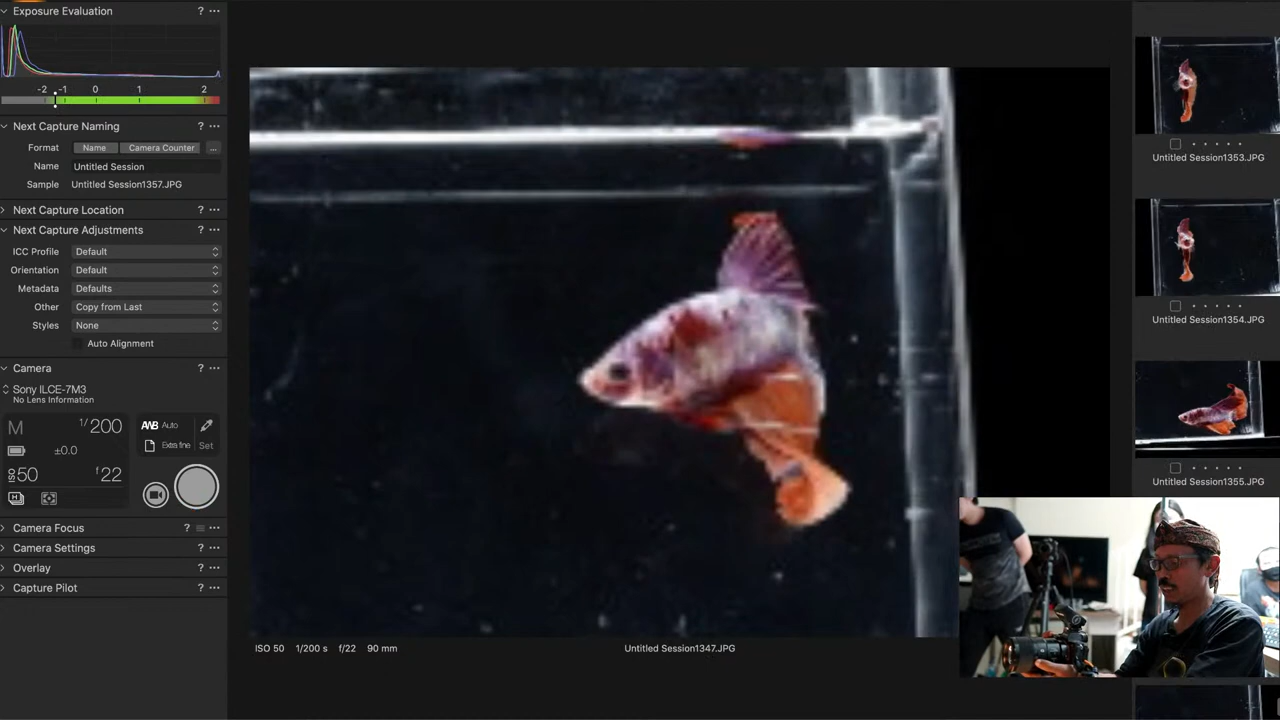 Exposure Evaluation ? ...
-2 -1 0 1 2
Next Capture Naming ? ...
Format Name Camera Counter ...
Name Untitled Session
Sample Untitled Session1357.JPG
Next Capture Location ? ...
Next Capture Adjustments ? ...
ICC Profile Default
Orientation Default
Metadata Defaults
Other Copy from Last
Styles None
Auto Alignment
Camera ? ...
Sony ILCE-7M3
No Lens Information
M 1/200
AWB Auto
±0.0
Extra fine Set
ISO 50 f22
Camera Focus ? ...
Camera Settings ? ...
Overlay ? ...
Capture Pilot ? ...
ISO 50 1/200 s f/22 90 mm
Untitled Session1347.JPG
Untitled Session1353.JPG
Untitled Session1354.JPG
Untitled Session1355.JPG